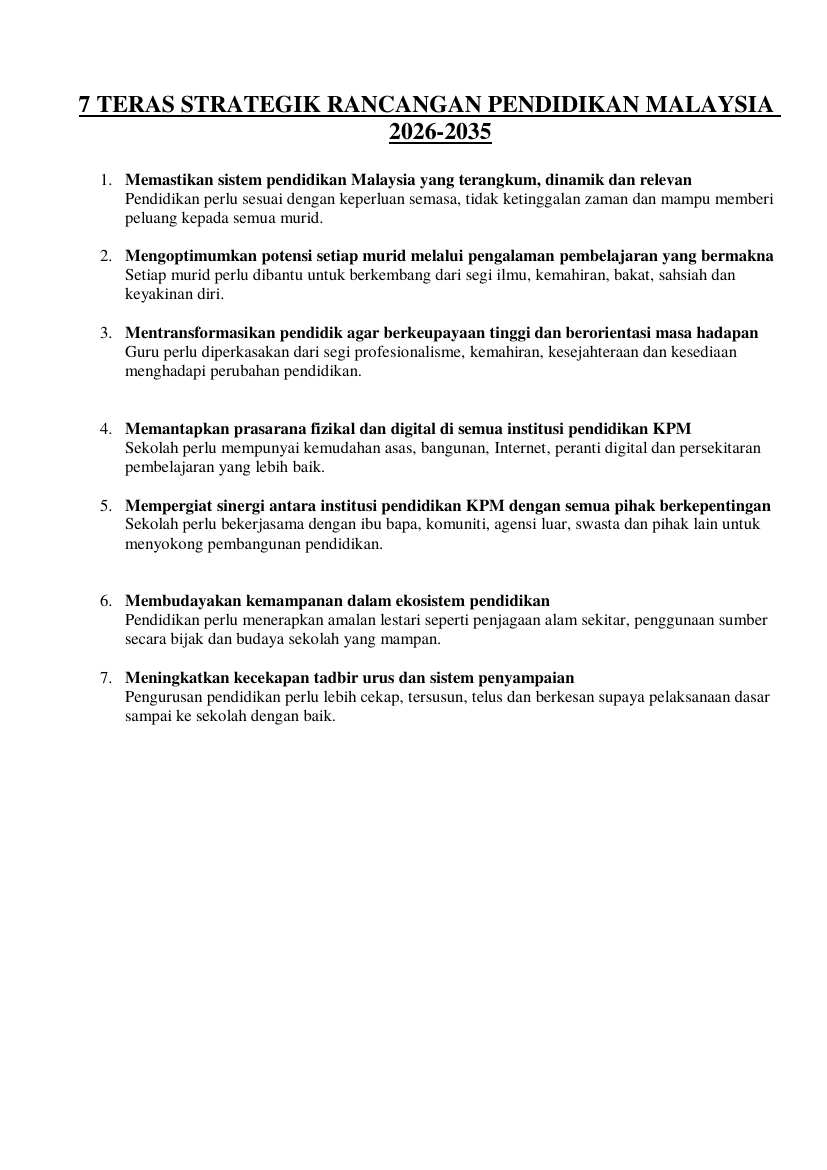 7 TERAS STRATEGIK RANCANGAN PENDIDIKAN MALAYSIA
2026-2035
1. Memastikan sistem pendidikan Malaysia yang terangkum, dinamik dan relevan
Pendidikan perlu sesuai dengan keperluan semasa, tidak ketinggalan zaman dan mampu memberi
peluang kepada semua murid.
2. Mengoptimumkan potensi setiap murid melalui pengalaman pembelajaran yang bermakna
Setiap murid perlu dibantu untuk berkembang dari segi ilmu, kemahiran, bakat, sahsiah dan
keyakinan diri.
3. Mentransformasikan pendidik agar berkeupayaan tinggi dan berorientasi masa hadapan
Guru perlu diperkasakan dari segi profesionalisme, kemahiran, kesejahteraan dan kesediaan
menghadapi perubahan pendidikan.
4. Memantapkan prasarana fizikal dan digital di semua institusi pendidikan KPM
Sekolah perlu mempunyai kemudahan asas, bangunan, Internet, peranti digital dan persekitaran
pembelajaran yang lebih baik.
5. Mempergiat sinergi antara institusi pendidikan KPM dengan semua pihak berkepentingan
Sekolah perlu bekerjasama dengan ibu bapa, komuniti, agensi luar, swasta dan pihak lain untuk
menyokong pembangunan pendidikan.
6. Membudayakan kemampanan dalam ekosistem pendidikan
Pendidikan perlu menerapkan amalan lestari seperti penjagaan alam sekitar, penggunaan sumber
secara bijak dan budaya sekolah yang mampan.
7. Meningkatkan kecekapan tadbir urus dan sistem penyampaian
Pengurusan pendidikan perlu lebih cekap, tersusun, telus dan berkesan supaya pelaksanaan dasar
sampai ke sekolah dengan baik.